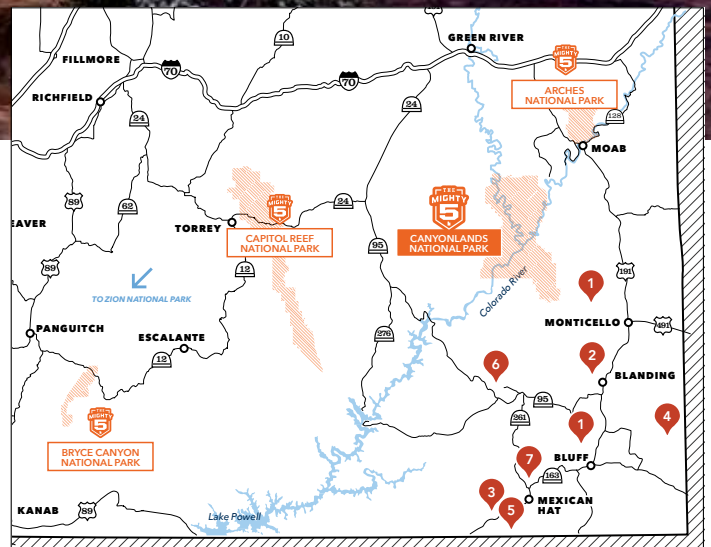 10
GREEN RIVER
FILLMORE
70
THE
MIGHTY
5
70
RICHFIELD
ARCHES
NATIONAL PARK
24
24
128
MOAB
89
62
24
THE
MIGHTY
5
THE
MIGHTY
5
EAVER
TORREY
CAPITOL REEF
NATIONAL PARK
CANYONLANDS
NATIONAL PARK
95
89
12
191
TO ZION NATIONAL PARK
1
Colorado River
PANGUITCH
ESCALANTE
276
MONTICELLO
491
12
6
2
BLANDING
95
THE
MIGHTY
5
261
1
4
BRYCE CANYON
NATIONAL PARK
7
BLUFF
163
3
MEXICAN
HAT
5
KANAB
89
Lake Powell